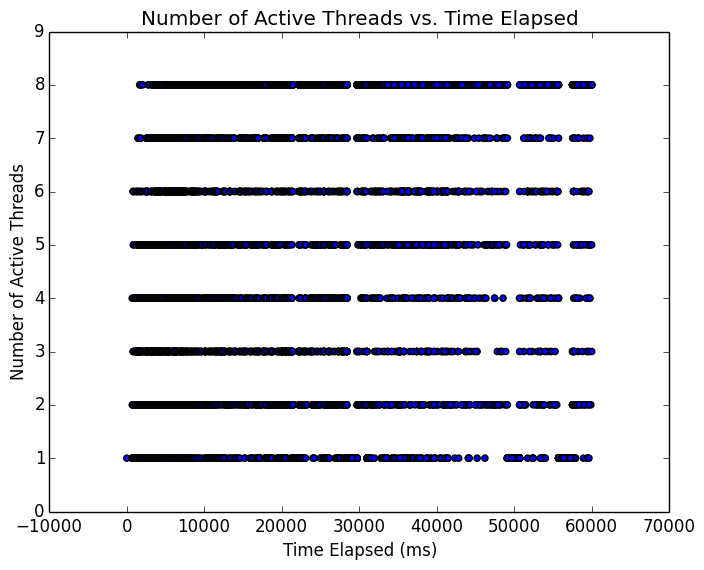 Number of Active Threads vs. Time Elapsed
9
8
7
6
5
4
3
2
1
0
Number of Active Threads
−10000 0 10000 20000 30000 40000 50000 60000 70000
Time Elapsed (ms)